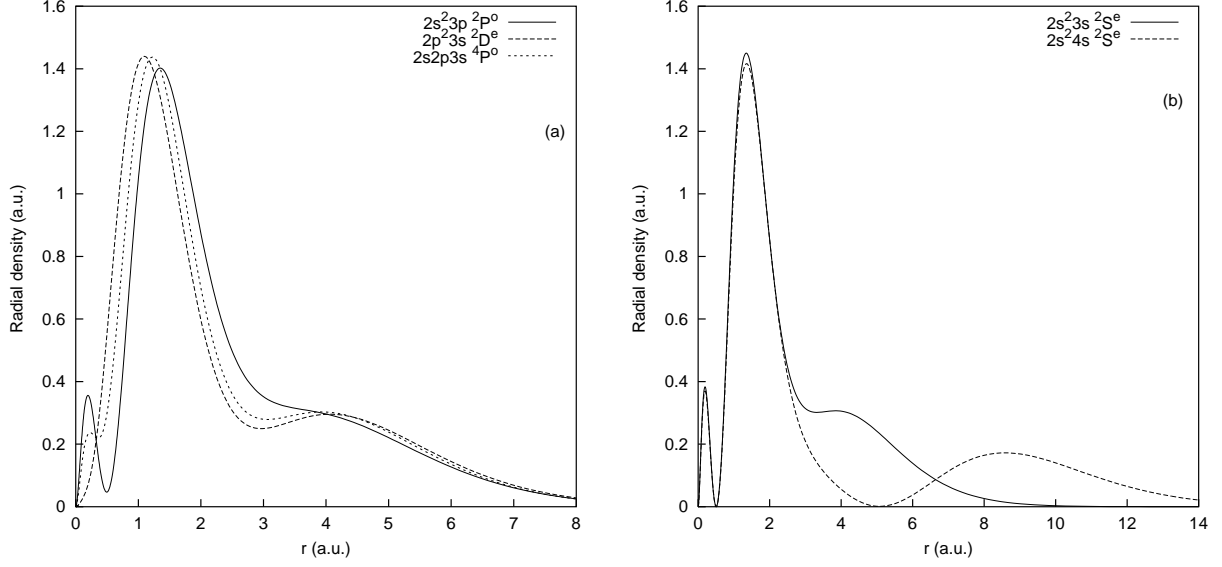 1.6
1.4
1.2
1
0.8
0.6
0.4
0.2
0
Radial density (a.u.)
2s²3p ²Pᵒ
2p²3s ²Dᵉ
2s2p3s ⁴Pᵒ
(a)
0 1 2 3 4 5 6 7 8
r (a.u.)
1.6
1.4
1.2
1
0.8
0.6
0.4
0.2
0
Radial density (a.u.)
2s²3s ²Sᵉ
2s²4s ²Sᵉ
(b)
0 2 4 6 8 10 12 14
r (a.u.)